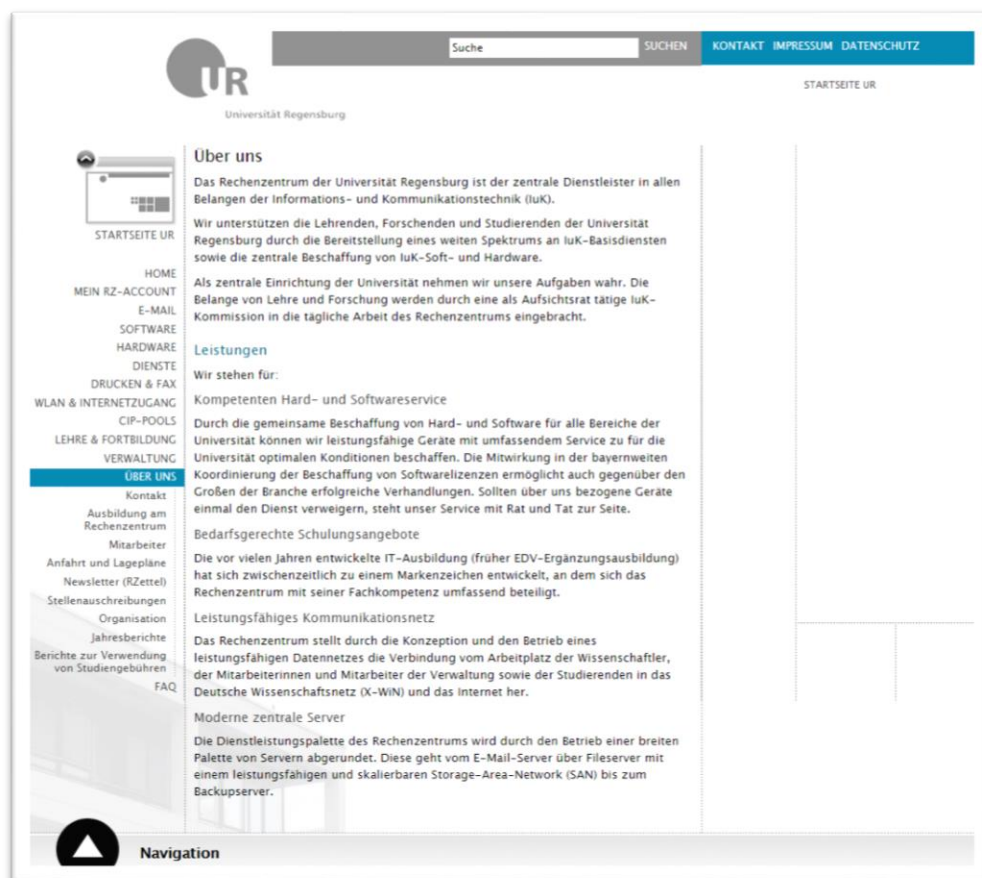 Suche
SUCHEN
KONTAKT IMPRESSUM DATENSCHUTZ
UR
STARTSEITE UR
Universität Regensburg
STARTSEITE UR
HOME
MEIN RZ-ACCOUNT
E-MAIL
SOFTWARE
HARDWARE
DIENSTE
DRUCKEN & FAX
WLAN & INTERNETZUGANG
CIP-POOLS
LEHRE & FORTBILDUNG
VERWALTUNG
ÜBER UNS
Kontakt
Ausbildung am
Rechenzentrum
Mitarbeiter
Anfahrt und Lagepläne
Newsletter (RZettel)
Stellenauschreibungen
Organisation
Jahresberichte
Berichte zur Verwendung
von Studiengebühren
FAQ
Über uns
Das Rechenzentrum der Universität Regensburg ist der zentrale Dienstleister in allen
Belangen der Informations- und Kommunikationstechnik (IuK).
Wir unterstützen die Lehrenden, Forschenden und Studierenden der Universität
Regensburg durch die Bereitstellung eines weiten Spektrums an IuK-Basisdiensten
sowie die zentrale Beschaffung von IuK-Soft- und Hardware.
Als zentrale Einrichtung der Universität nehmen wir unsere Aufgaben wahr. Die
Belange von Lehre und Forschung werden durch eine als Aufsichtsrat tätige IuK-
Kommission in die tägliche Arbeit des Rechenzentrums eingebracht.
Leistungen
Wir stehen für:
Kompetenten Hard- und Softwareservice
Durch die gemeinsame Beschaffung von Hard- und Software für alle Bereiche der
Universität können wir leistungsfähige Geräte mit umfassendem Service zu für die
Universität optimalen Konditionen beschaffen. Die Mitwirkung in der bayernweiten
Koordinierung der Beschaffung von Softwarelizenzen ermöglicht auch gegenüber den
Großen der Branche erfolgreiche Verhandlungen. Sollten über uns bezogene Geräte
einmal den Dienst verweigern, steht unser Service mit Rat und Tat zur Seite.
Bedarfsgerechte Schulungsangebote
Die vor vielen Jahren entwickelte IT-Ausbildung (früher EDV-Ergänzungsausbildung)
hat sich zwischenzeitlich zu einem Markenzeichen entwickelt, an dem sich das
Rechenzentrum mit seiner Fachkompetenz umfassend beteiligt.
Leistungsfähiges Kommunikationsnetz
Das Rechenzentrum stellt durch die Konzeption und den Betrieb eines
leistungsfähigen Datennetzes die Verbindung vom Arbeitplatz der Wissenschaftler,
der Mitarbeiterinnen und Mitarbeiter der Verwaltung sowie der Studierenden in das
Deutsche Wissenschaftsnetz (X-WiN) und das Internet her.
Moderne zentrale Server
Die Dienstleistungspalette des Rechenzentrums wird durch den Betrieb einer breiten
Palette von Servern abgerundet. Diese geht vom E-Mail-Server über Fileserver mit
einem leistungsfähigen und skalierbaren Storage-Area-Network (SAN) bis zum
Backupserver.
Navigation